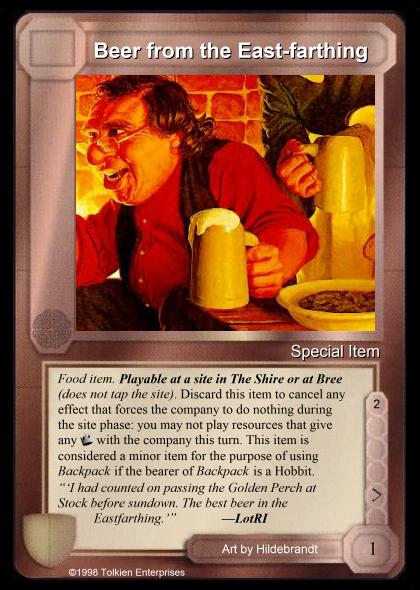 Beer from the East-farthing
Special Item
Food item. Playable at a site in The Shire or at Bree
(does not tap the site). Discard this item to cancel any
effect that forces the company to do nothing during
the site phase: you may not play resources that give
any with the company this turn. This item is
considered a minor item for the purpose of using
Backpack if the bearer of Backpack is a Hobbit.
“‘I had counted on passing the Golden Perch at
Stock before sundown. The best beer in the
Eastfarthing.’” —LotRI
2
Art by Hildebrandt
1
©1998 Tolkien Enterprises